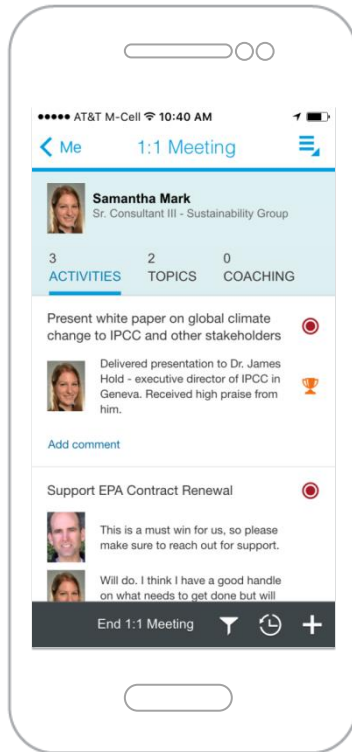 AT&T M-Cell 10:40 AM
Me 1:1 Meeting
Samantha Mark
Sr. Consultant III - Sustainability Group
3 2 0
ACTIVITIES TOPICS COACHING
Present white paper on global climate
change to IPCC and other stakeholders
Delivered presentation to Dr. James
Hold - executive director of IPCC in
Geneva. Received high praise from
him.
Add comment
Support EPA Contract Renewal
This is a must win for us, so please
make sure to reach out for support.
Will do. I think I have a good handle
on what needs to get done but will
End 1:1 Meeting